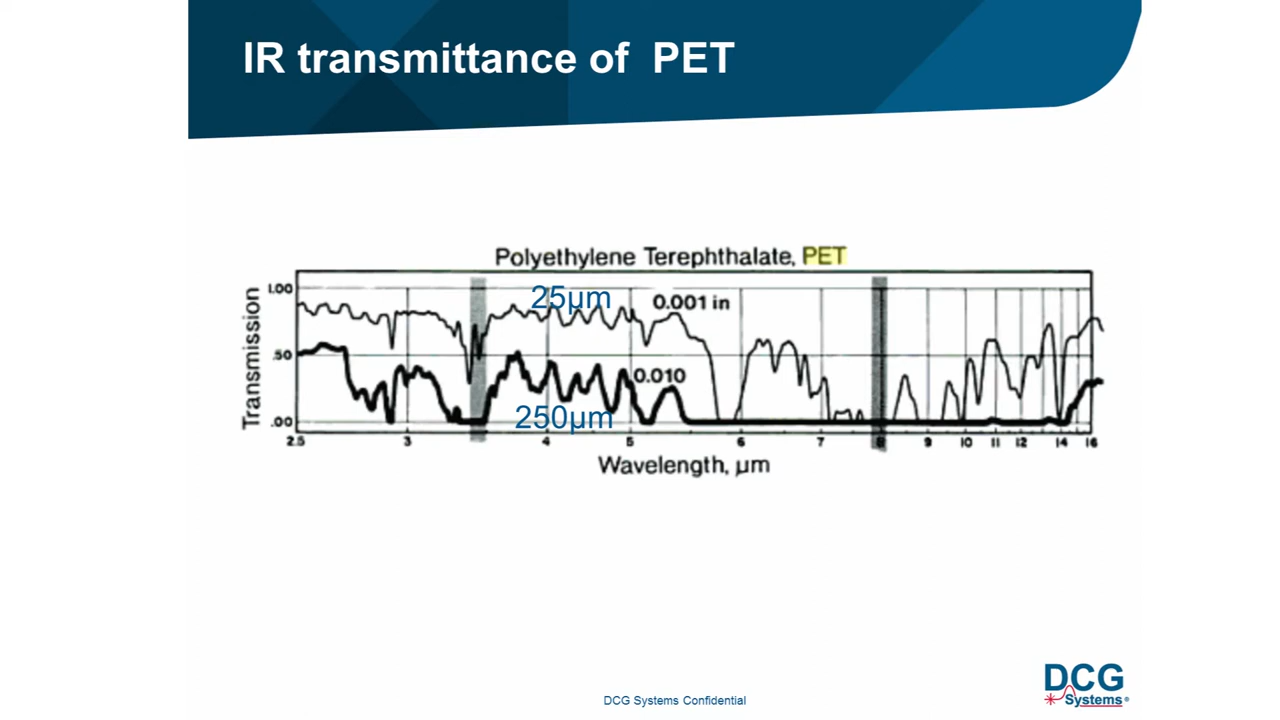 IR transmittance of PET
Polyethylene Terephthalate, PET
Transmission
1.00
.50
.00
25µm
0.001 in
0.010
250µm
2.5 3 4 5 6 7 8 9 10 11 12 14 16
Wavelength, µm
DCG Systems Confidential
DCG
Systems®